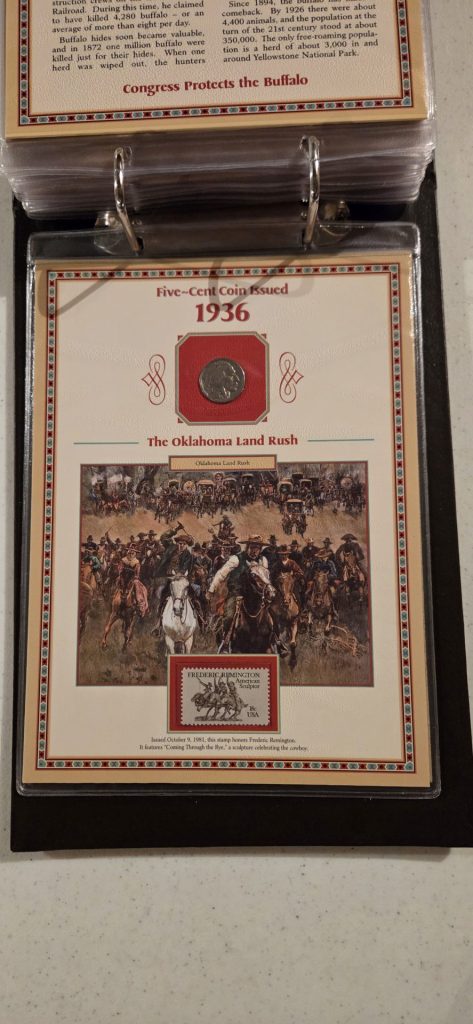 struction crews on
Railroad. During this time, he claimed
to have killed 4,280 buffalo – or an
average of more than eight per day.
Buffalo hides soon became valuable,
and in 1872 one million buffalo were
killed just for their hides. When one
herd was wiped out, the hunters
Since 1894, the buffalo has
comeback. By 1926 there were about
4,400 animals, and the population at the
turn of the 21st century stood at about
350,000. The only free-roaming popula-
tion is a herd of about 3,000 in and
around Yellowstone National Park.
Congress Protects the Buffalo
Five~Cent Coin Issued
1936
The Oklahoma Land Rush
Oklahoma Land Rush
FREDERIC REMINGTON
American
Sculptor
18c
USA
Issued October 9, 1981, this stamp honors Frederic Remington.
It features "Coming Through the Rye," a sculpture celebrating the cowboy.